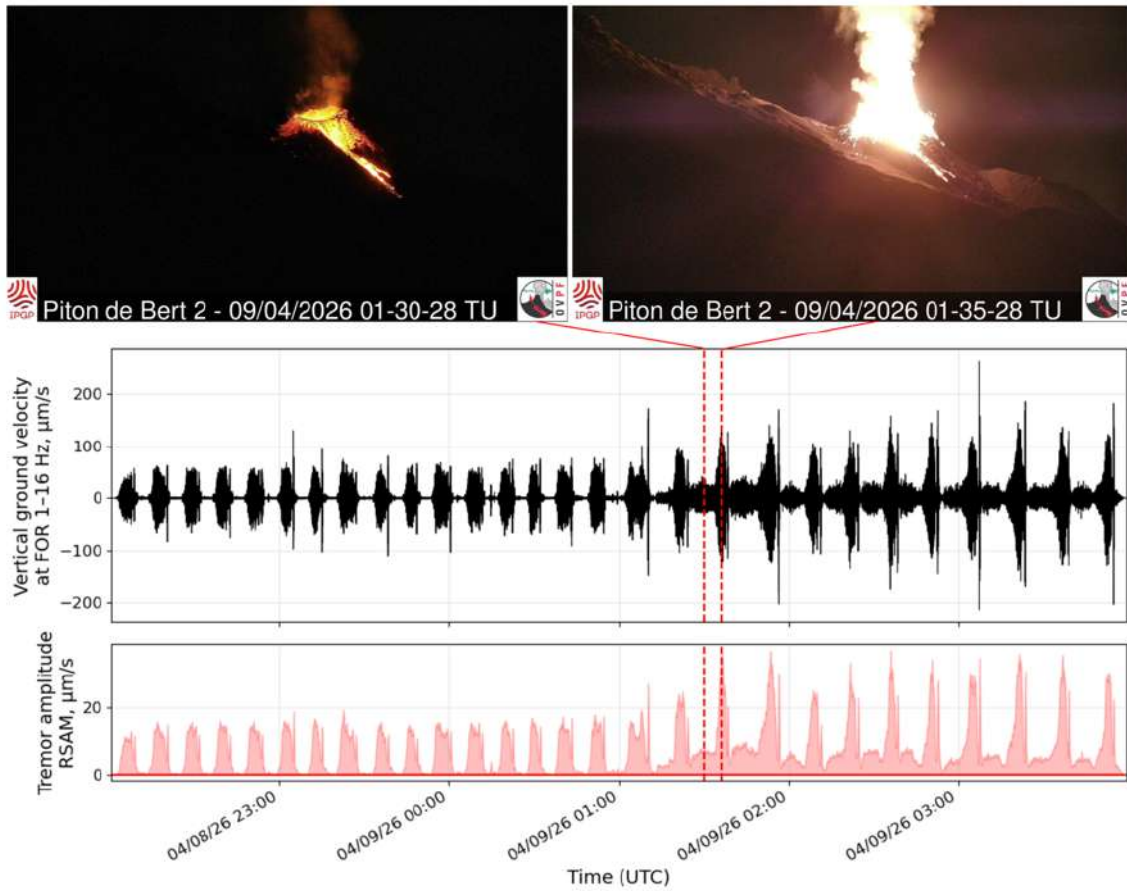 IPGP
Piton de Bert 2 - 09/04/2026 01-30-28 TU
OVPF
IPGP
Piton de Bert 2 - 09/04/2026 01-35-28 TU
OVPF
Vertical ground velocity
at FOR 1–16 Hz, μm/s
200
100
0
−100
−200
Tremor amplitude
RSAM, μm/s
20
0
04/08/26 23:00
04/09/26 00:00
04/09/26 01:00
04/09/26 02:00
04/09/26 03:00
Time (UTC)